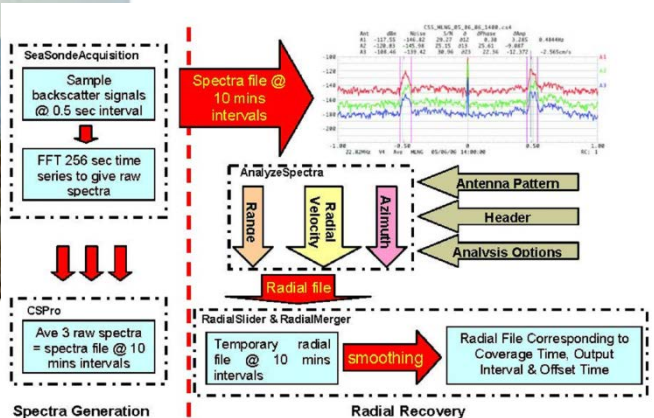 SeaSondeAcquisition
Sample
backscatter signals
@ 0.5 sec interval
FFT 256 sec time
series to give raw
spectra
CSPro
Ave 3 raw spectra
= spectra file @ 10
mins intervals
Spectra Generation
Spectra file @
10 mins
intervals
AnalyzeSpectra
Range
Radial
Velocity
Azimuth
Antenna Pattern
Header
Analysis Options
Radial file
RadialSlider & RadialMerger
Temporary radial
file @ 10 mins
intervals
smoothing
Radial File Corresponding to
Coverage Time, Output
Interval & Offset Time
Radial Recovery